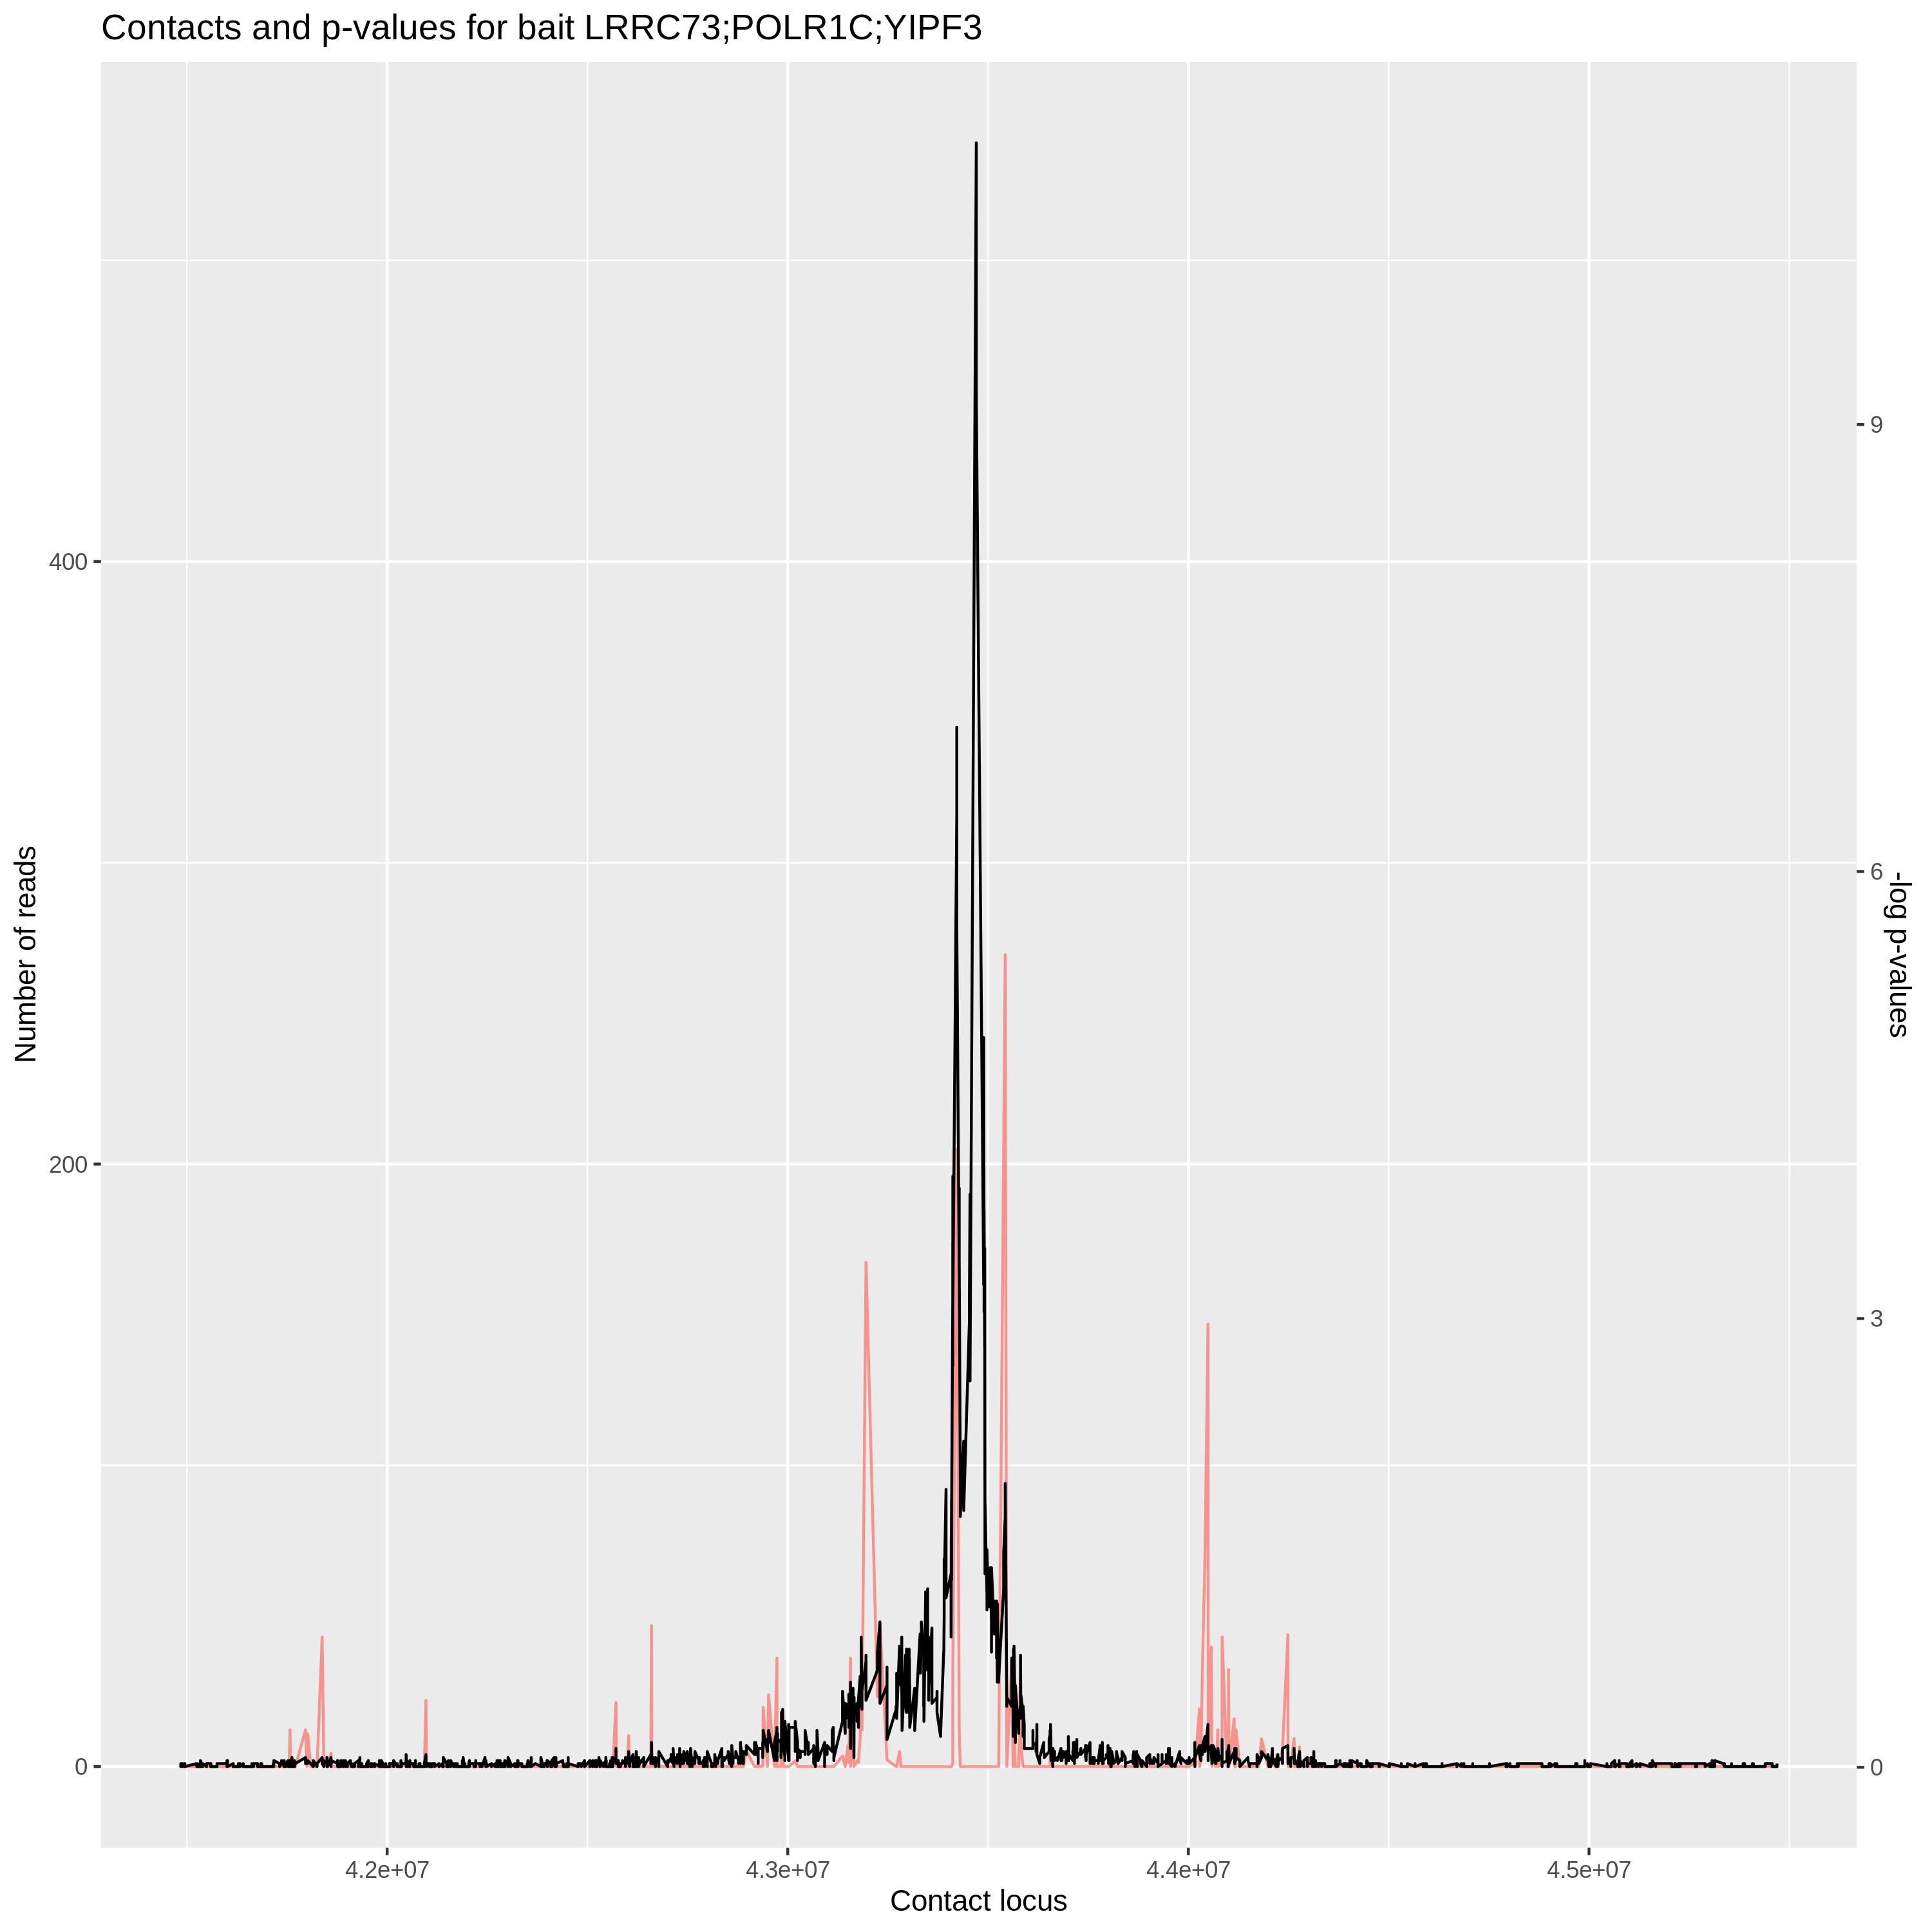 Contacts and p-values for bait LRRC73;POLR1C;YIPF3
Number of reads
400
200
0
9
6
3
0
-log p-values
4.2e+07
4.3e+07
4.4e+07
4.5e+07
Contact locus